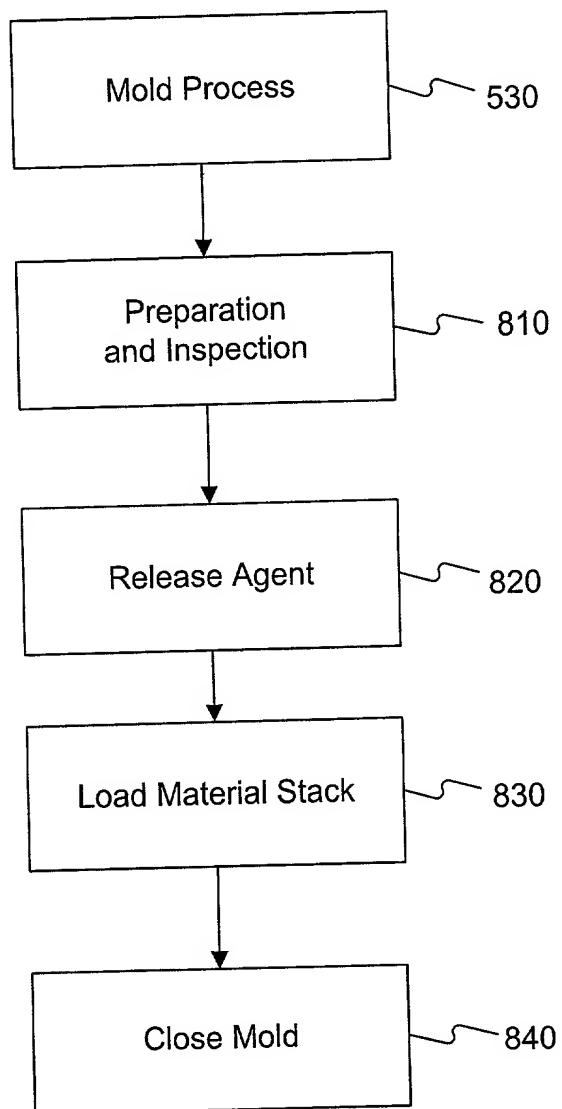 Mold Process
530
Preparation
and Inspection
810
Release Agent
820
Load Material Stack
830
Close Mold
840